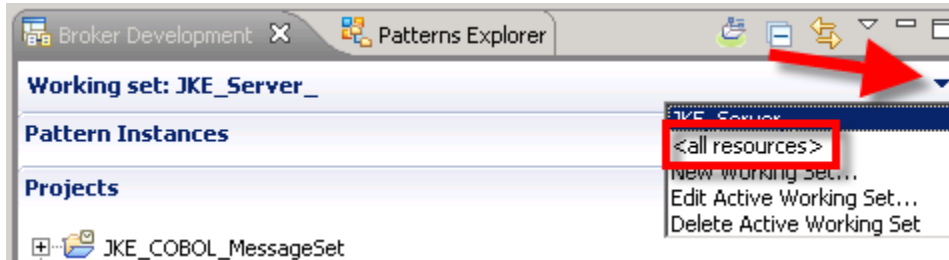 Broker Development Patterns Explorer
Working set: JKE_Server_
JKE_Server_
Pattern Instances
<all resources>
New Working Set...
Projects
Edit Active Working Set...
Delete Active Working Set
JKE_COBOL_MessageSet